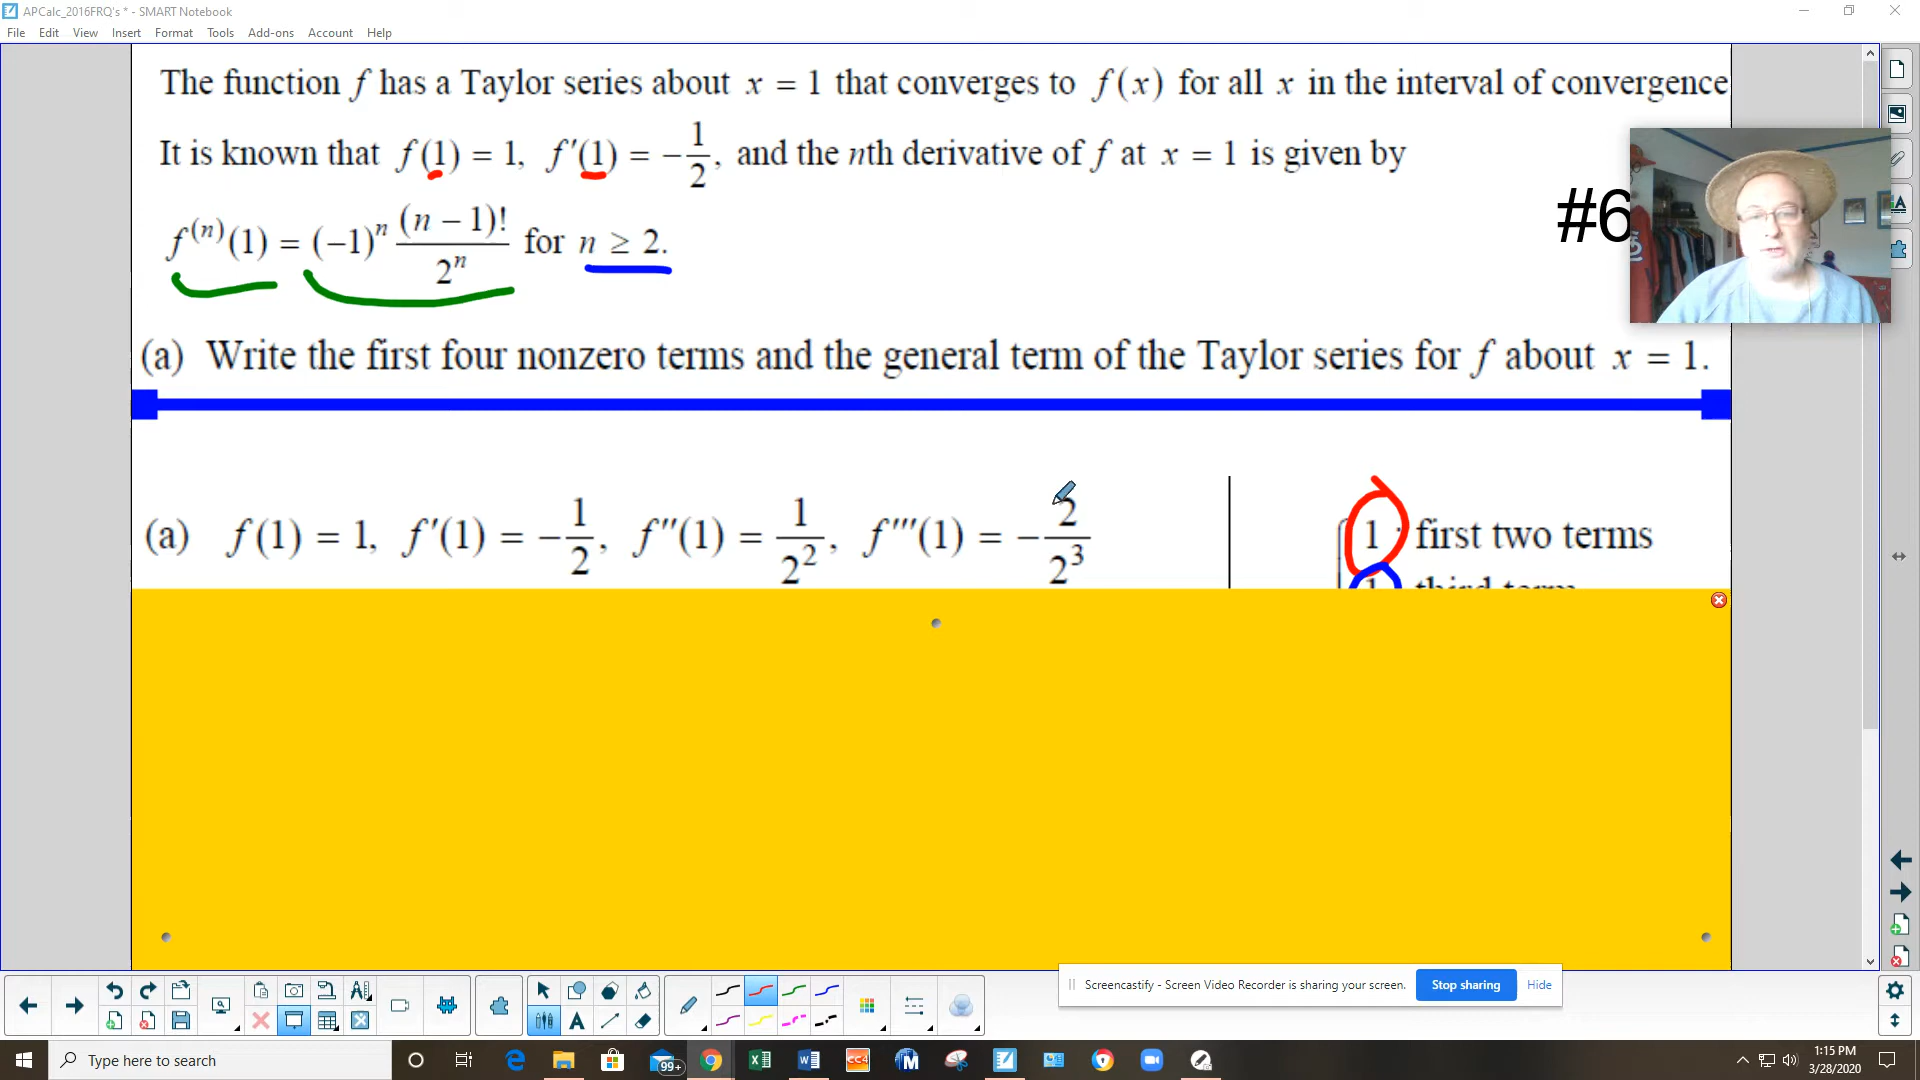 APCalc_2016FRQ's * - SMART Notebook
File Edit View Insert Format Tools Add-ons Account Help
The function f has a Taylor series about x = 1 that converges to f(x) for all x in the interval of convergence
It is known that f(1) = 1, f′(1) = −1/2, and the nth derivative of f at x = 1 is given by
#6
f^(n)(1) = (−1)^n (n − 1)!/2^n for n ≥ 2.
(a) Write the first four nonzero terms and the general term of the Taylor series for f about x = 1.
(a) f(1) = 1, f′(1) = −1/2, f″(1) = 1/2^2, f‴(1) = −2/2^3
1 : first two terms
1 third term
Screencastify - Screen Video Recorder is sharing your screen. Stop sharing Hide
Type here to search
99+
CC4
1:15 PM
3/28/2020